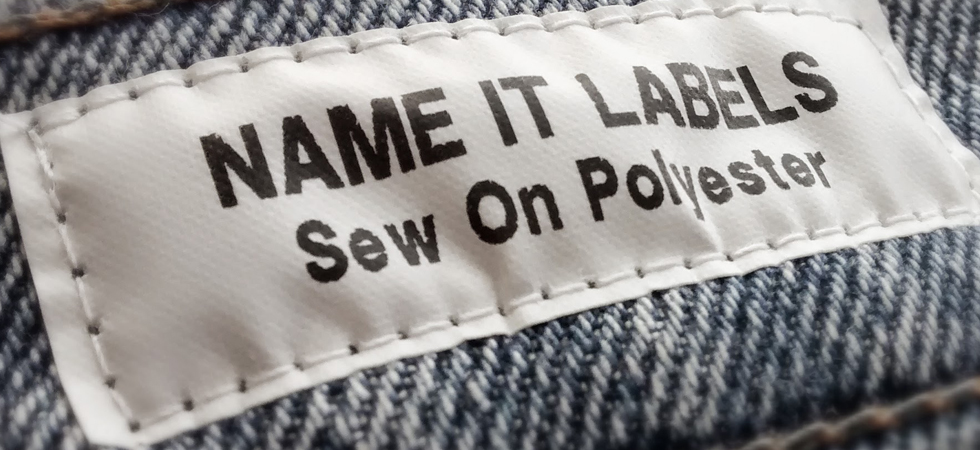 NAME IT LABELS
Sew On Polyester